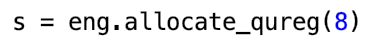 s = eng.allocate_qureg(8)